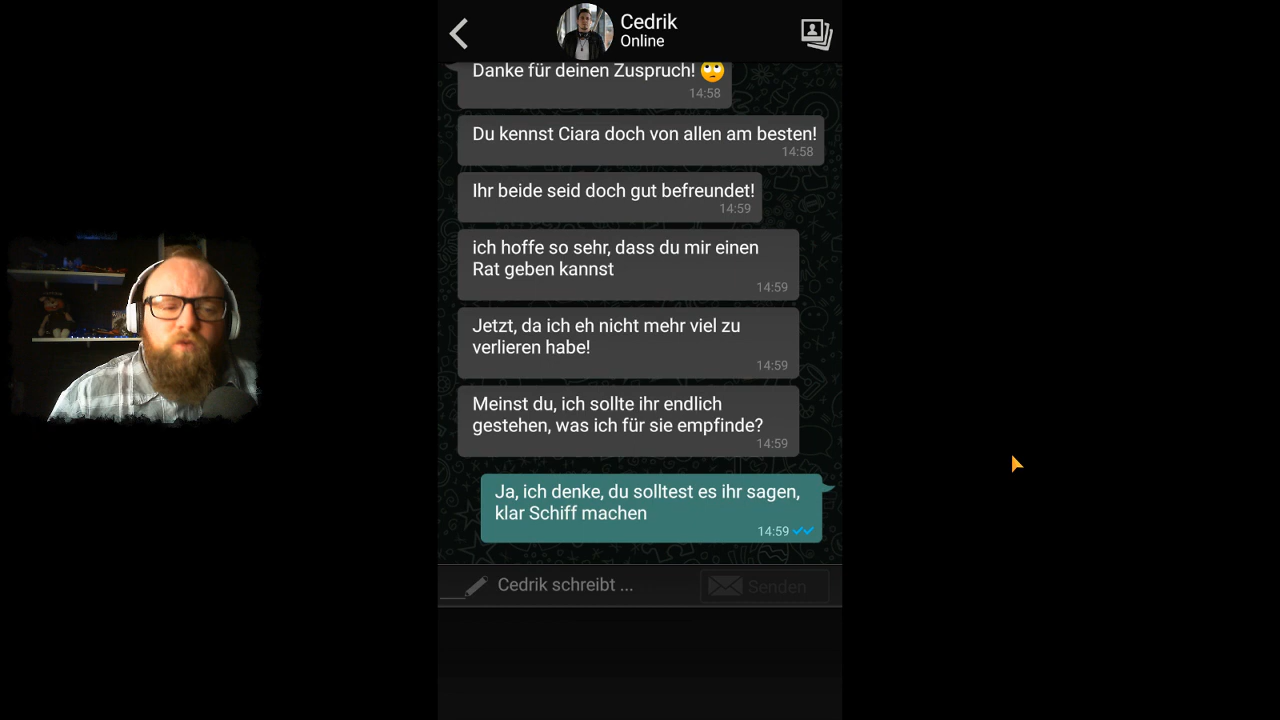 Cedrik
Online
Danke für deinen Zuspruch! 🙄
14:58
Du kennst Ciara doch von allen am besten!
14:58
Ihr beide seid doch gut befreundet!
14:59
ich hoffe so sehr, dass du mir einen
Rat geben kannst
14:59
Jetzt, da ich eh nicht mehr viel zu
verlieren habe!
14:59
Meinst du, ich sollte ihr endlich
gestehen, was ich für sie empfinde?
14:59
Ja, ich denke, du solltest es ihr sagen,
klar Schiff machen
14:59
Cedrik schreibt ...
Senden